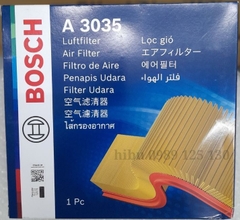 BOSCH
A 3035
Luftfilter
Air Filter
Filtro de Aire
Penapis Udara
Filter Udara
空气滤清器
空氣濾清器
ไส้กรองอากาศ
Lọc gió
エアフィルター
에어필터
فلتر الهواء
1 Pc